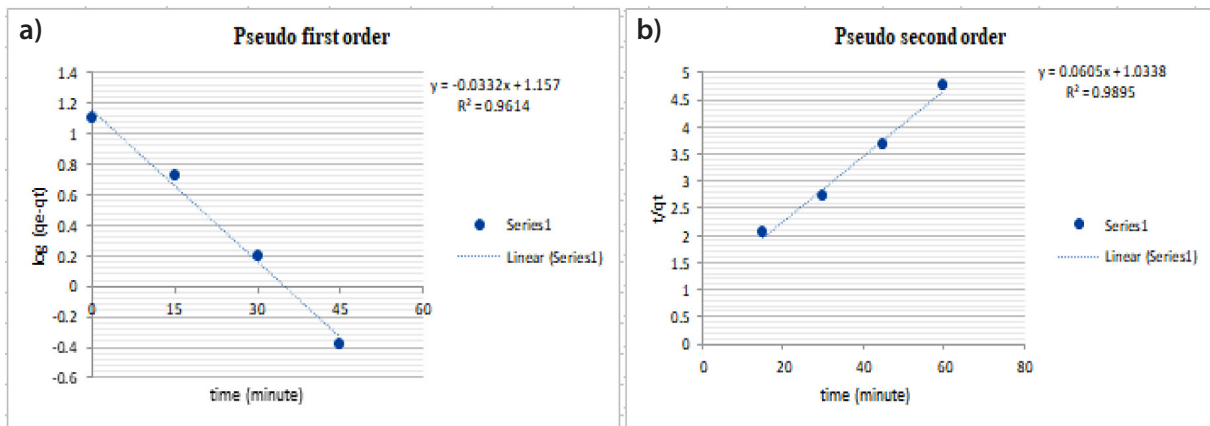 a)
Pseudo first order
y = -0.0332x + 1.157
R² = 0.9614
1.4
1.2
1
0.8
0.6
0.4
0.2
0
-0.2
-0.4
-0.6
0 15 30 45 60
log (qe-qt)
time (minute)
Series1
Linear (Series1)
b)
Pseudo second order
y = 0.0605x + 1.0338
R² = 0.9895
5
4.5
4
3.5
3
2.5
2
1.5
1
0.5
0
0 20 40 60 80
t/qt
time (minute)
Series1
Linear (Series1)